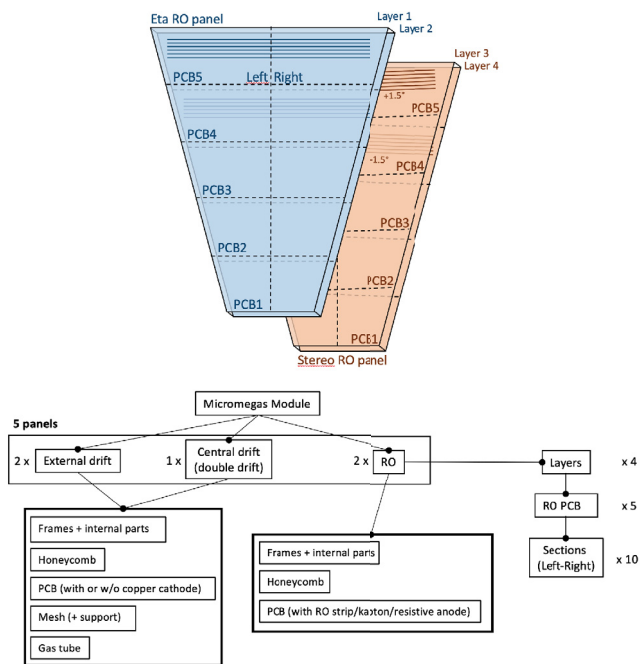 Eta RO panel
Layer 1
Layer 2
Layer 3
Layer 4
PCB5
Left Right
+1.5°
PCB5
PCB4
-1.5°
PCB4
PCB3
PCB3
PCB2
PCB2
PCB1
PCB1
Stereo RO panel
Micromegas Module
5 panels
2 x
External drift
1 x
Central drift
(double drift)
2 x
RO
Layers
x 4
RO PCB
x 5
Sections
(Left-Right)
x 10
Frames + internal parts
Honeycomb
PCB (with or w/o copper cathode)
Mesh (+ support)
Gas tube
Frames + internal parts
Honeycomb
PCB (with RO strip/kaxton/resistive anode)